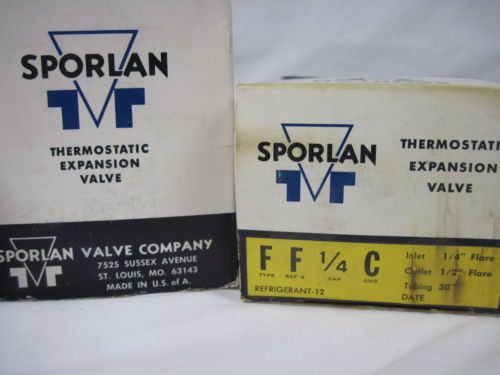 SPORLAN
THERMOSTATIC
EXPANSION
VALVE
SPORLAN VALVE COMPANY
7525 SUSSEX AVENUE
ST. LOUIS, MO. 63143
MADE IN U.S. of A.
SPORLAN
THERMOSTATI
EXPANSION
VALVE
F F 1/4 C
TYPE REF'G CAP CHG
REFRIGERANT-12
Inlet 1/4" Flare
Outlet 1/2" Flare
Tubing 30"
DATE